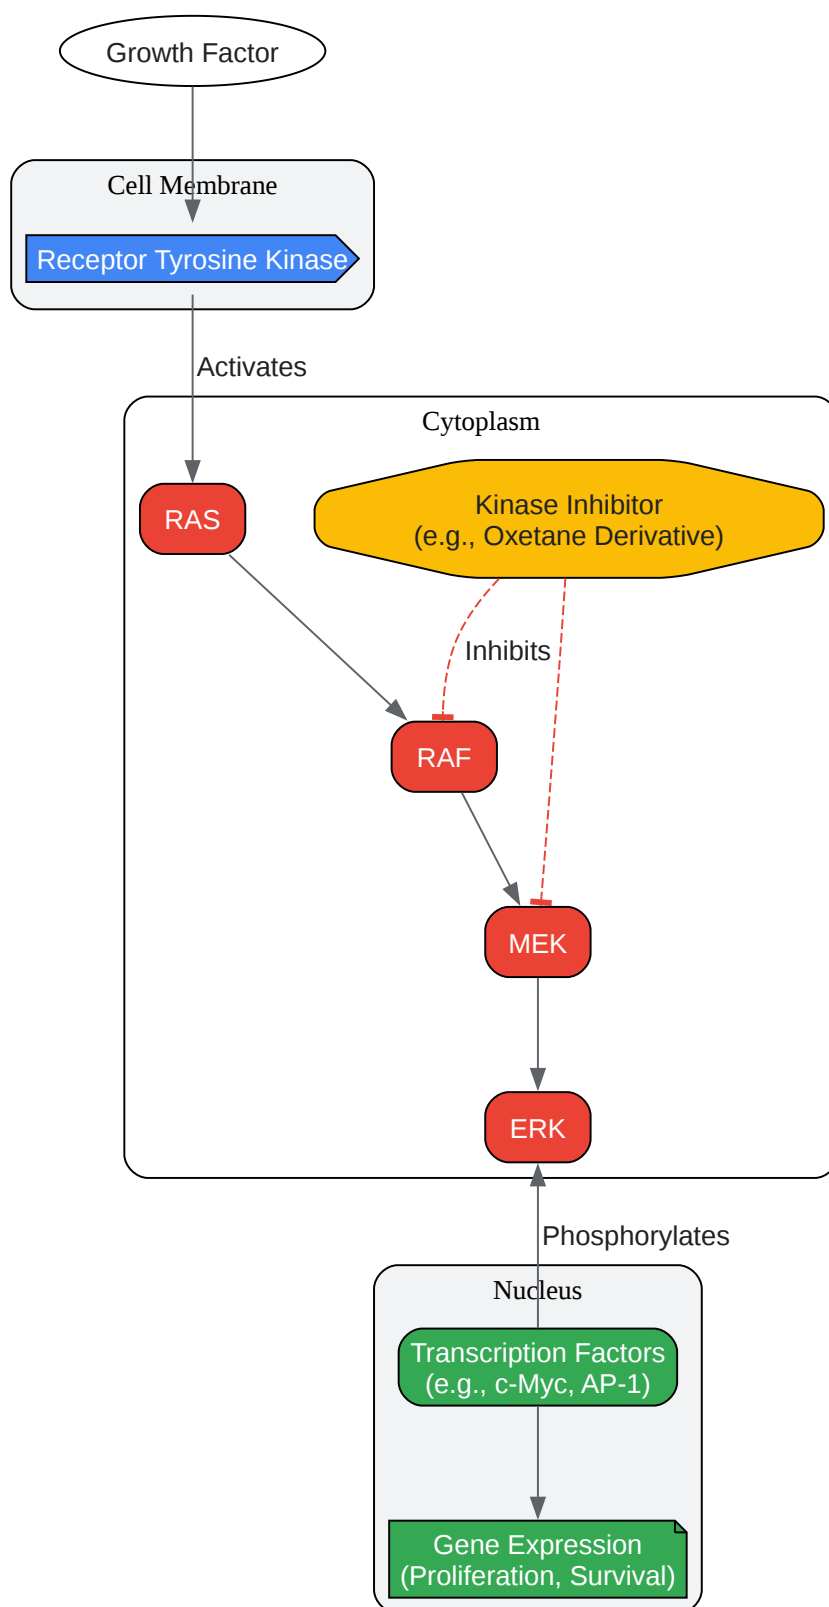 Growth Factor
Cell Membrane
Receptor Tyrosine Kinase
Activates
Cytoplasm
RAS
Kinase Inhibitor
(e.g., Oxetane Derivative)
Inhibits
RAF
MEK
ERK
Phosphorylates
Nucleus
Transcription Factors
(e.g., c-Myc, AP-1)
Gene Expression
(Proliferation, Survival)